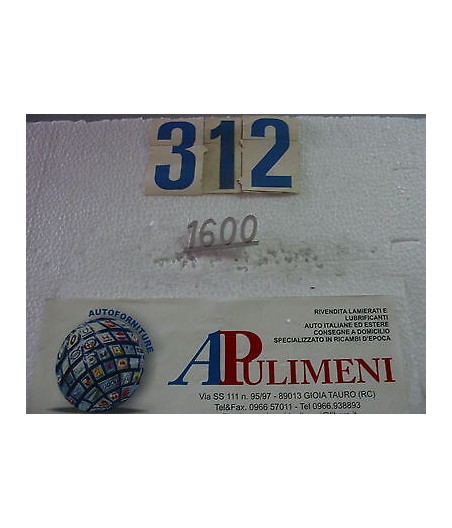 312
1600
AUTOFORNITURE
RIVENDITA LAMIERATI E
LUBRIFICANTI
AUTO ITALIANE ED ESTERE
CONSEGNE A DOMICILIO
SPECIALIZZATO IN RICAMBI D'EPOCA
APULIMENI
Via SS 111 n. 95/97 - 89013 GIOIA TAURO (RC)
Tel&Fax. 0966 57011 - Tel 0966.938893